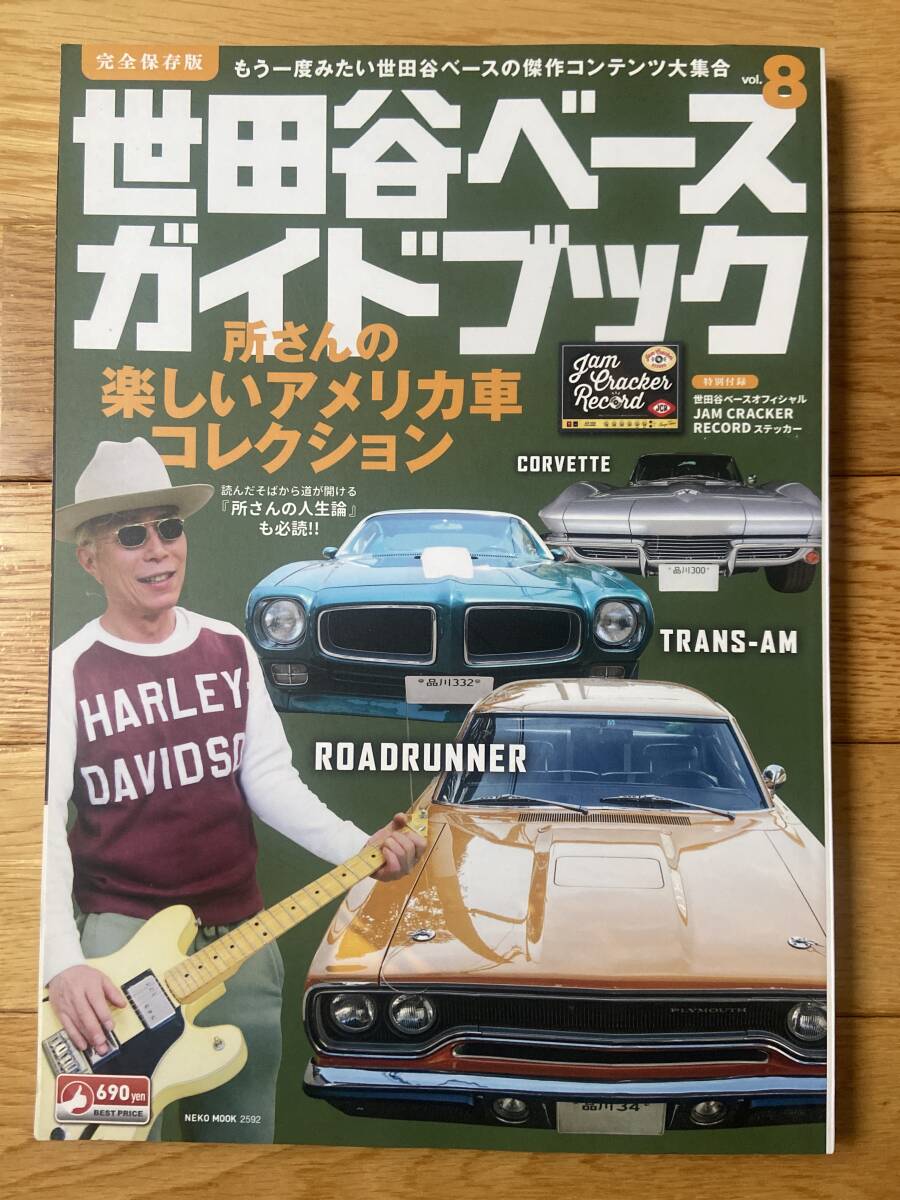 完全保存版
もう一度みたい世田谷ベースの傑作コンテンツ大集合
vol.8
世田谷ベース
ガイドブック
所さんの
楽しいアメリカ車
コレクション
読んだそばから道が開ける
『所さんの人生論』
も必読!!
Jam
Cracker
Record
JCR
特別付録
世田谷ベースオフィシャル
JAM CRACKER
RECORD ステッカー
CORVETTE
品川300
TRANS-AM
品川332
ROADRUNNER
HARLEY-
DAVIDSO
PLYMOUTH
品川 34
690yen
BEST PRICE
NEKO MOOK 2592